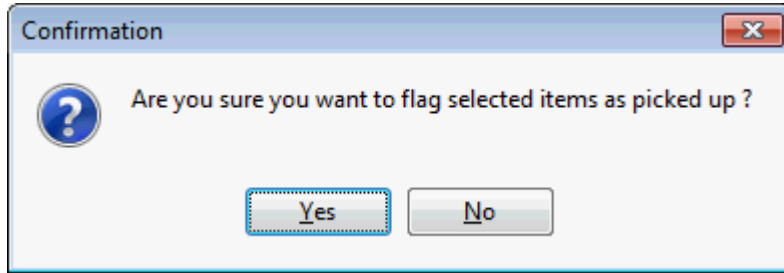 Confirmation
Are you sure you want to flag selected items as picked up ?
Yes No